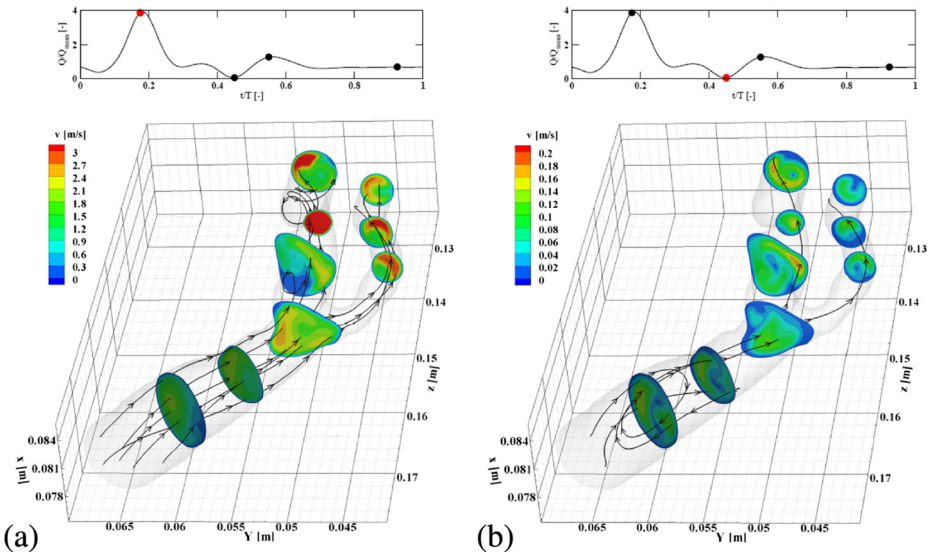 4
2
0
Q/Qmean [-]
0 0.2 0.4 0.6 0.8 1
t/T [-]
v [m/s]
3
2.7
2.4
2.1
1.8
1.5
1.2
0.9
0.6
0.3
0
0.13
0.14
0.15
0.16
0.17
z [m]
0.084
0.081
0.078
x [m]
0.065 0.06 0.055 0.05 0.045
Y [m]
(a)
4
2
0
Q/Qmean [-]
0 0.2 0.4 0.6 0.8 1
t/T [-]
v [m/s]
0.2
0.18
0.16
0.14
0.12
0.1
0.08
0.06
0.04
0.02
0
0.13
0.14
0.15
0.16
0.17
z [m]
0.084
0.081
0.078
x [m]
0.065 0.06 0.055 0.05 0.045
Y [m]
(b)